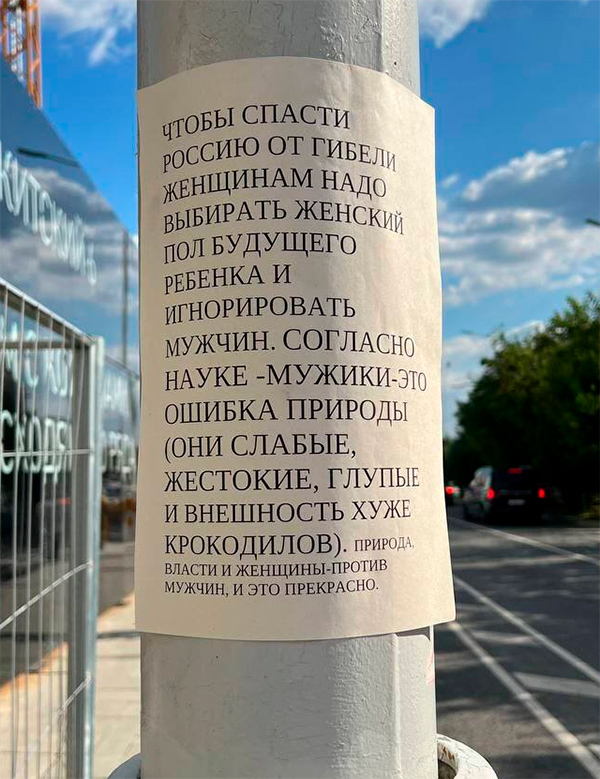 ЧТОБЫ СПАСТИ
РОССИЮ ОТ ГИБЕЛИ
ЖЕНЩИНАМ НАДО
ВЫБИРАТЬ ЖЕНСКИЙ
ПОЛ БУДУЩЕГО
РЕБЕНКА И
ИГНОРИРОВАТЬ
МУЖЧИН. СОГЛАСНО
НАУКЕ -МУЖИКИ-ЭТО
ОШИБКА ПРИРОДЫ
(ОНИ СЛАБЫЕ,
ЖЕСТОКИЕ, ГЛУПЫЕ
И ВНЕШНОСТЬ ХУЖЕ
КРОКОДИЛОВ). ПРИРОДА,
ВЛАСТИ И ЖЕНЩИНЫ-ПРОТИВ
МУЖЧИН, И ЭТО ПРЕКРАСНО.